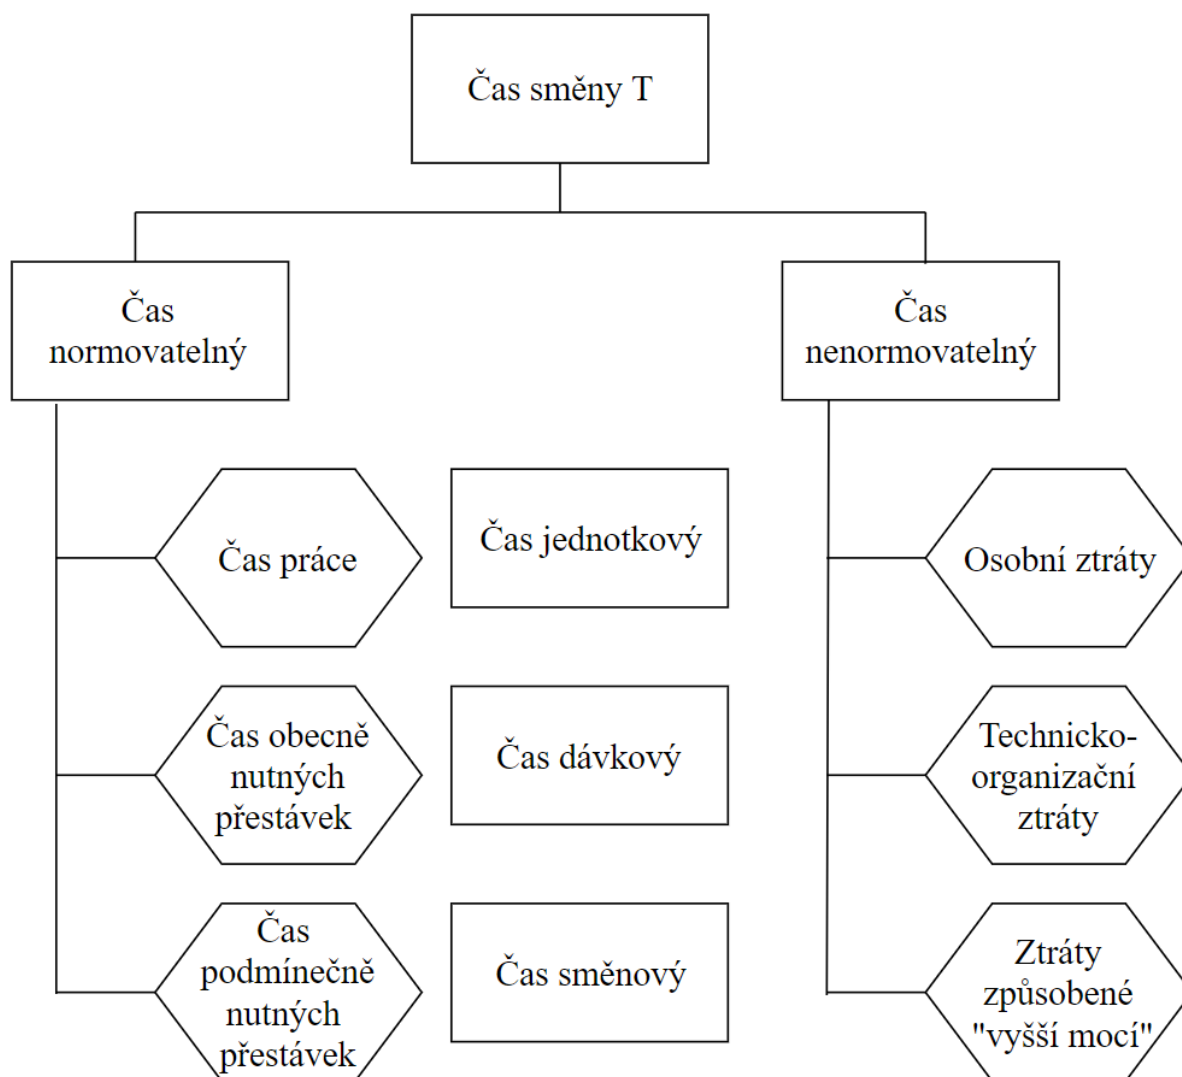 Čas směny T
Čas
normovatelný
Čas
nenormovatelný
Čas práce
Čas jednotkový
Osobní ztráty
Čas obecně
nutných
přestávek
Čas dávkový
Technicko-
organizační
ztráty
Čas
podmínečně
nutných
přestávek
Čas směnový
Ztráty
způsobené
"vyšší mocí"